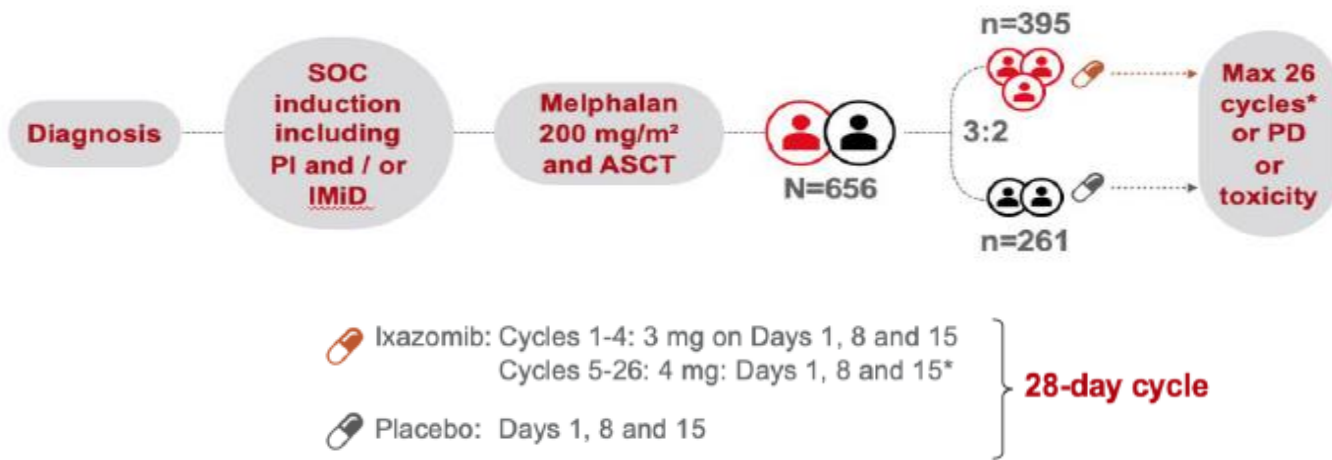 Diagnosis
SOC
induction
including
PI and / or
IMiD
Melphalan
200 mg/m²
and ASCT
N=656
3:2
n=395
n=261
Max 26
cycles*
or PD
or
toxicity
Ixazomib: Cycles 1-4: 3 mg on Days 1, 8 and 15
Cycles 5-26: 4 mg: Days 1, 8 and 15*
Placebo: Days 1, 8 and 15
28-day cycle